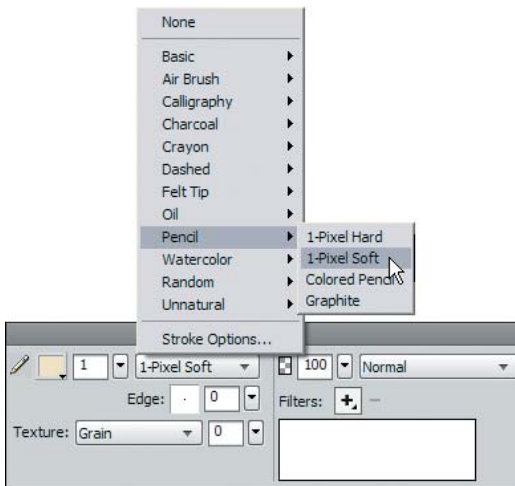 None
Basic
Air Brush
Calligraphy
Charcoal
Crayon
Dashed
Felt Tip
Oil
Pencil
1-Pixel Hard
Watercolor
1-Pixel Soft
Random
Colored Pencil
Unnatural
Graphite
Stroke Options...
1
1-Pixel Soft
100
Normal
Edge:
0
Filters:
Texture:
Grain
0